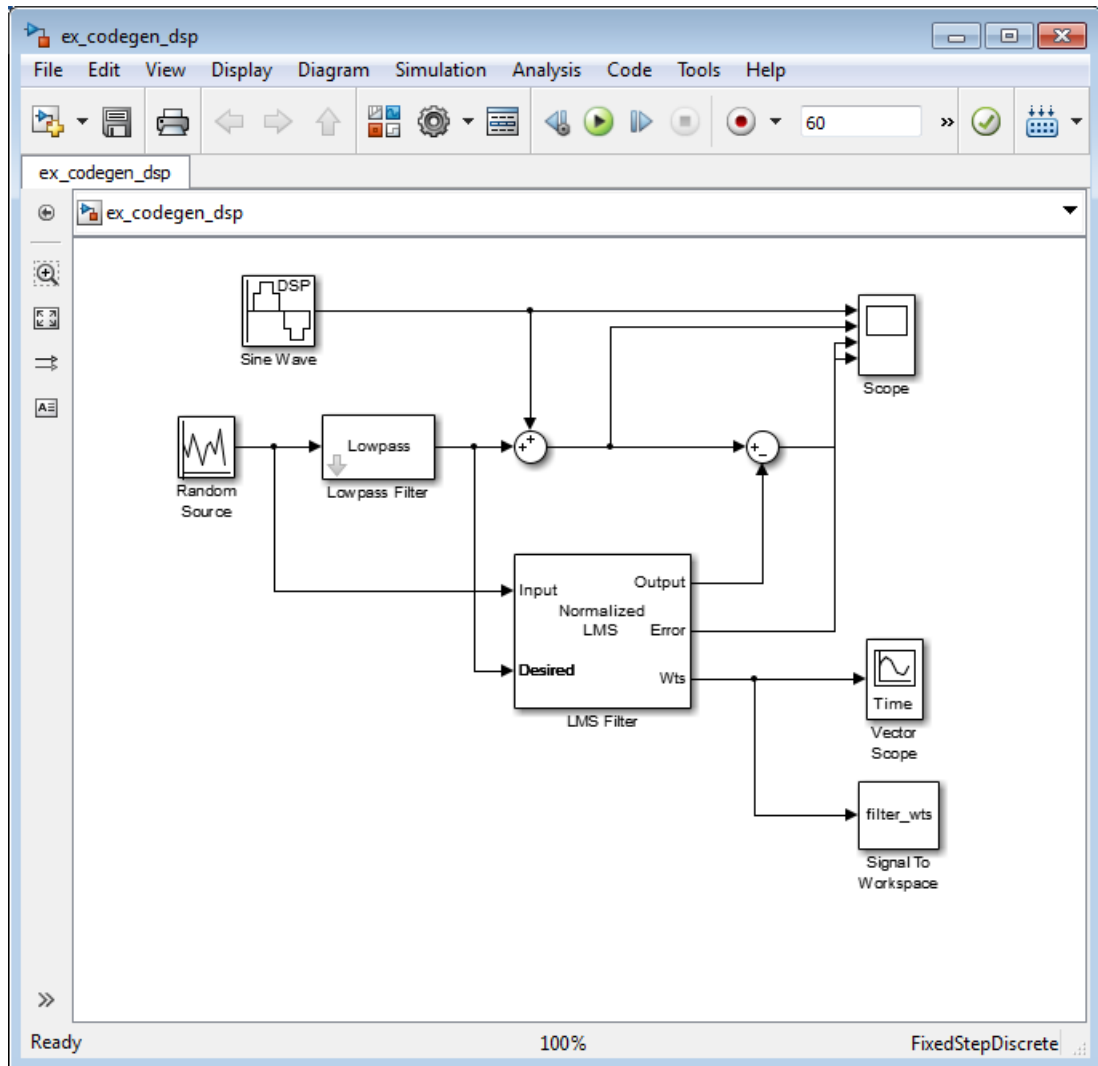 ex_codegen_dsp
File Edit View Display Diagram Simulation Analysis Code Tools Help
60 »
ex_codegen_dsp
ex_codegen_dsp
DSP
Sine Wave
Scope
Lowpass
Random
Source
Lowpass Filter
+ +
+ -
Input
Output
Normalized
LMS
Error
Desired
Wts
LMS Filter
Time
Vector
Scope
filter_wts
Signal To
Workspace
Ready 100% FixedStepDiscrete